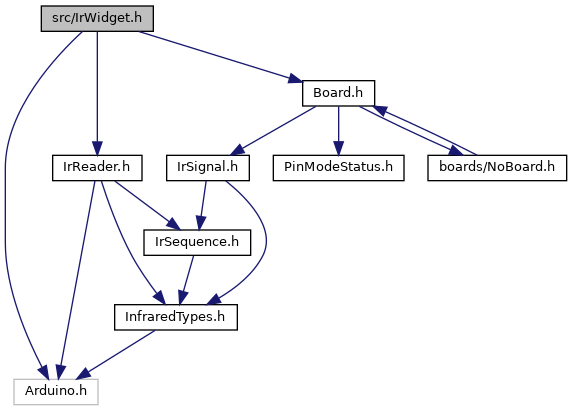 src/IrWidget.h
Board.h
IrReader.h
IrSignal.h
PinModeStatus.h
boards/NoBoard.h
IrSequence.h
InfraredTypes.h
Arduino.h